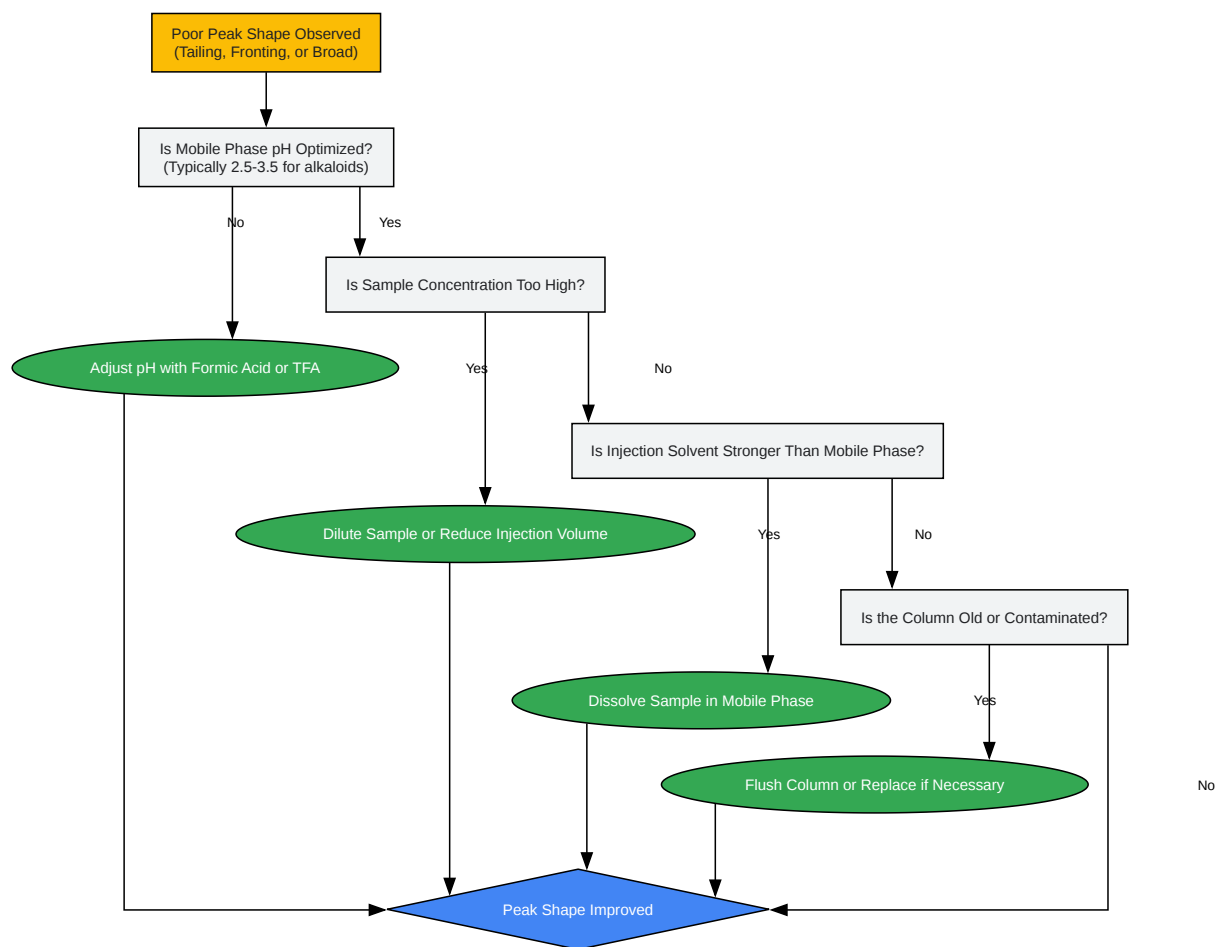 Poor Peak Shape Observed
(Tailing, Fronting, or Broad)
Is Mobile Phase pH Optimized?
(Typically 2.5-3.5 for alkaloids)
No
Yes
Is Sample Concentration Too High?
Adjust pH with Formic Acid or TFA
Yes
No
Is Injection Solvent Stronger Than Mobile Phase?
Dilute Sample or Reduce Injection Volume
Yes
No
Is the Column Old or Contaminated?
Dissolve Sample in Mobile Phase
Yes
Flush Column or Replace if Necessary
No
Peak Shape Improved